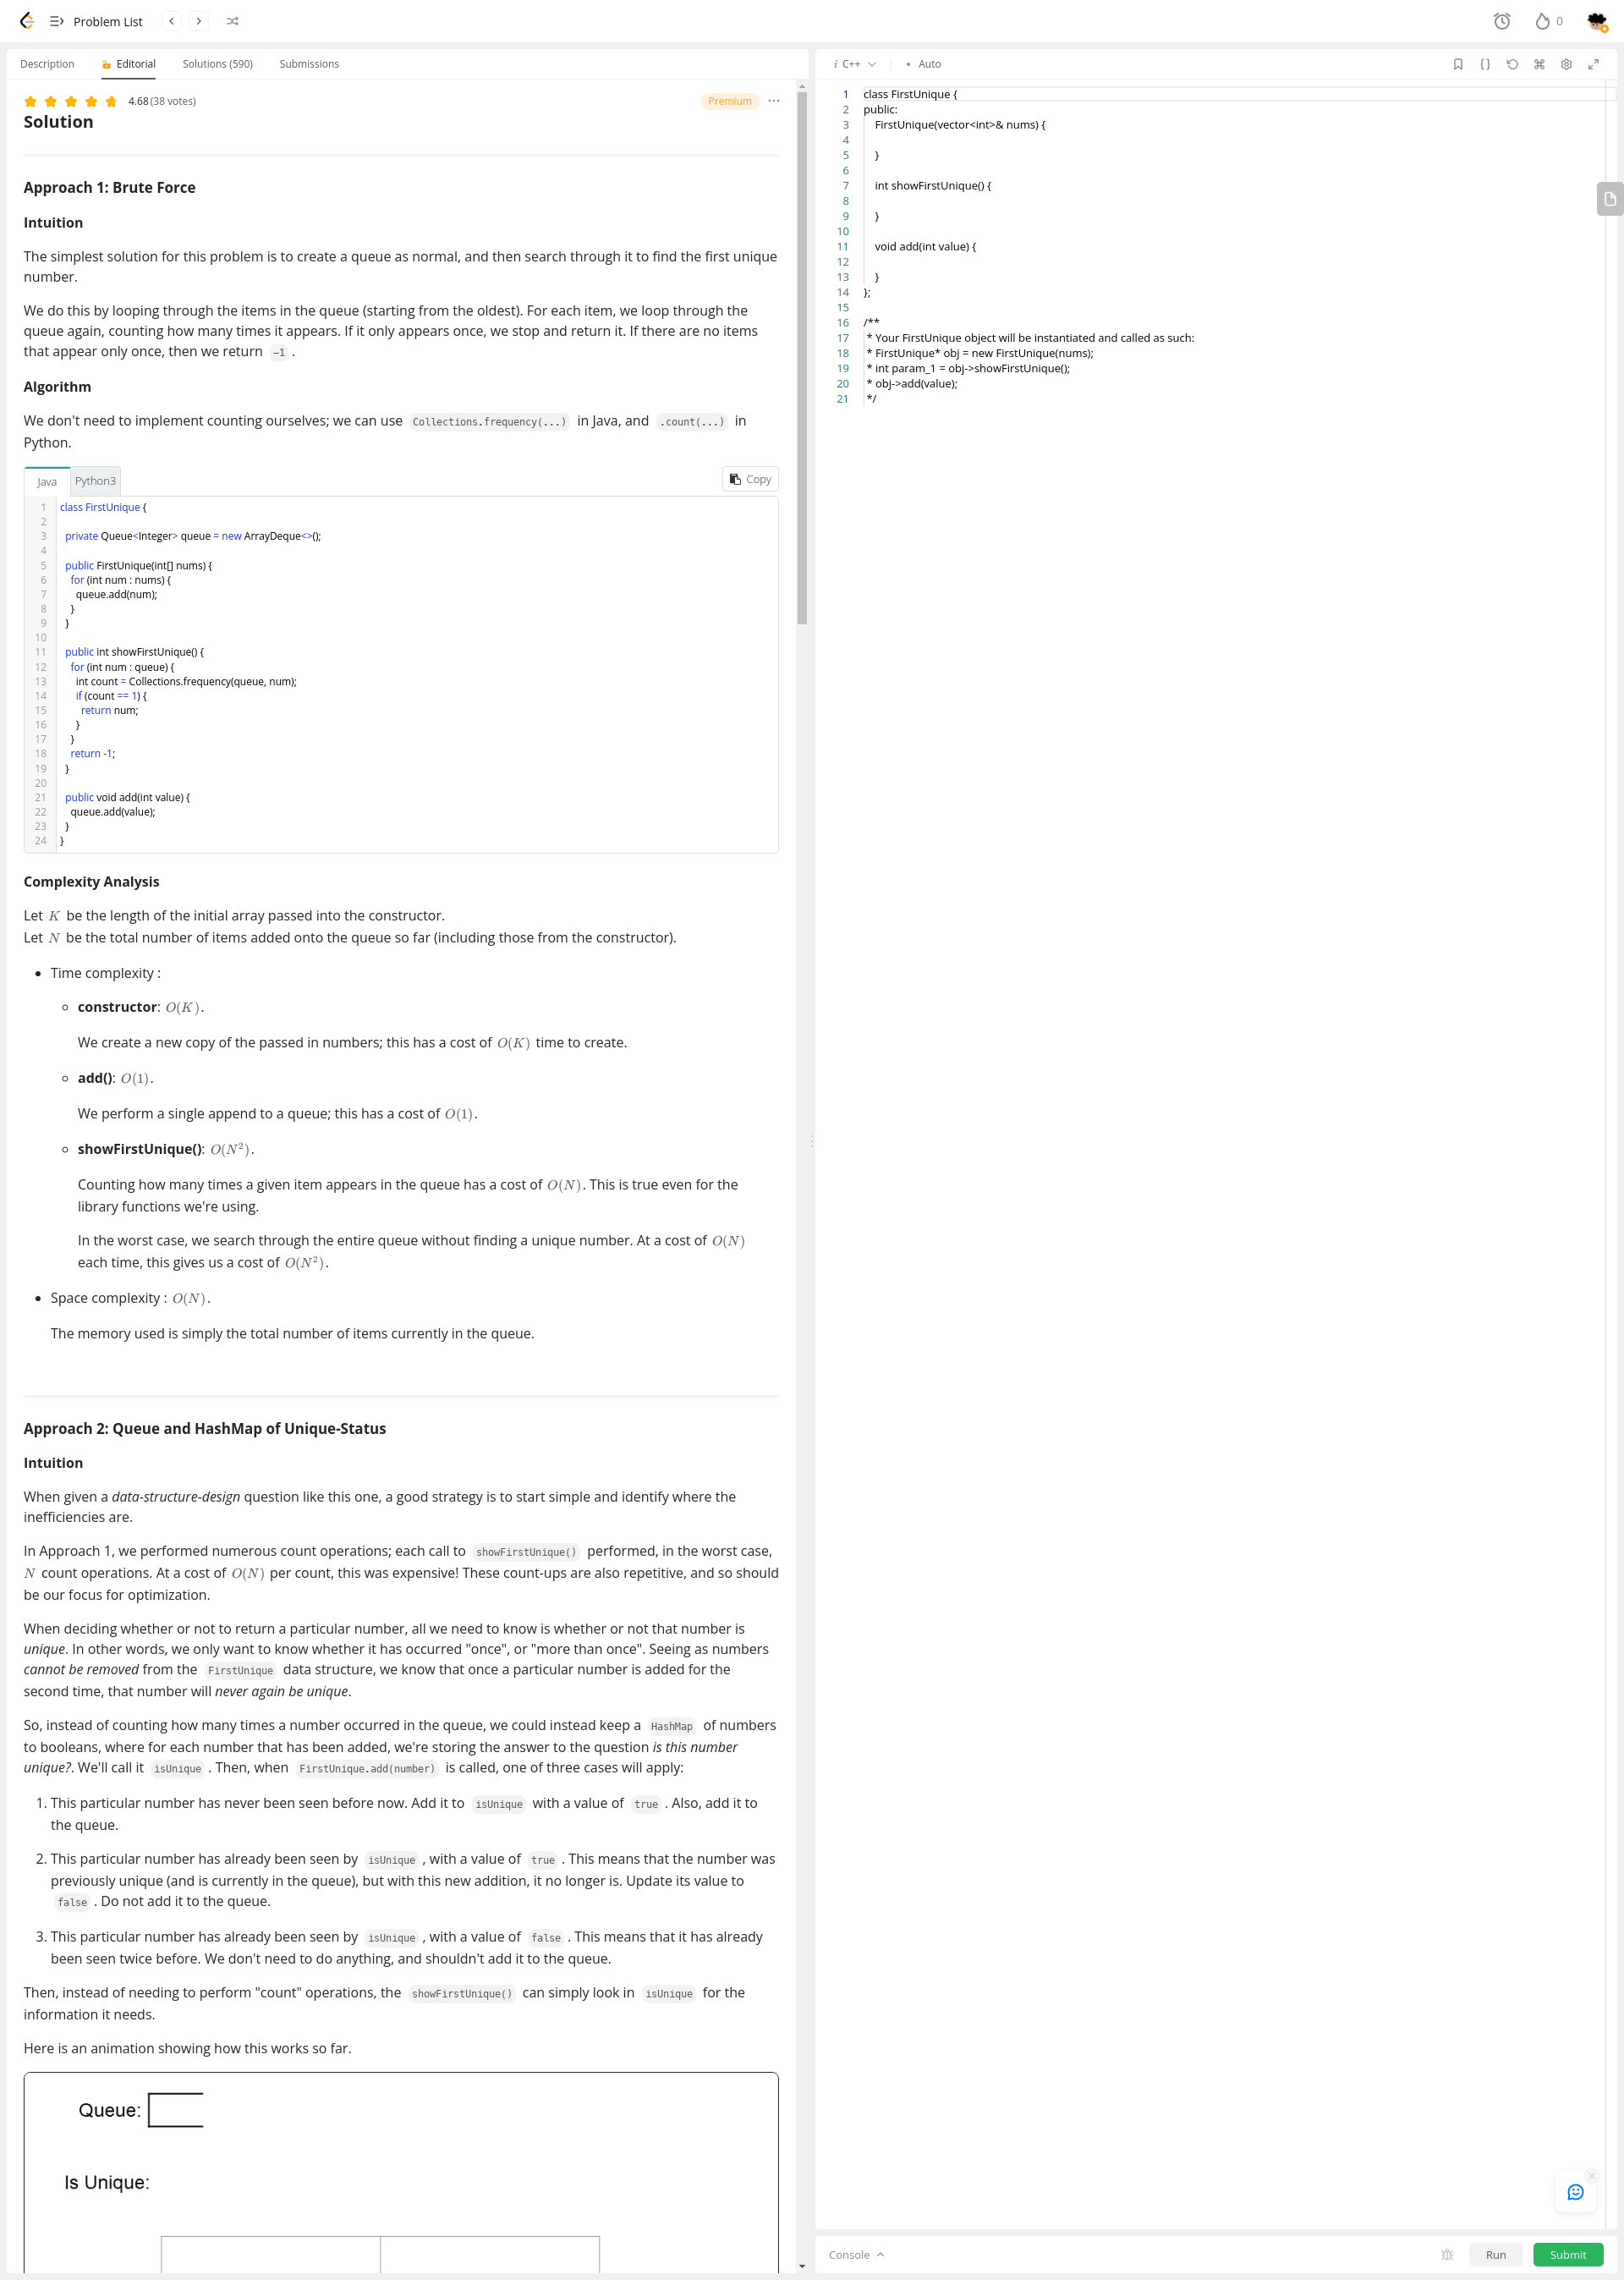 Problem List
0
Description Editorial Solutions (590) Submissions
4.68 (38 votes) Premium
Solution
Approach 1: Brute Force
Intuition
The simplest solution for this problem is to create a queue as normal, and then search through it to find the first unique
number.
We do this by looping through the items in the queue (starting from the oldest). For each item, we loop through the
queue again, counting how many times it appears. If it only appears once, we stop and return it. If there are no items
that appear only once, then we return -1 .
Algorithm
We don't need to implement counting ourselves; we can use Collections.frequency(...) in Java, and .count(...) in
Python.
Java Python3 Copy
1 class FirstUnique {
2
3 private Queue<Integer> queue = new ArrayDeque<>();
4
5 public FirstUnique(int[] nums) {
6 for (int num : nums) {
7 queue.add(num);
8 }
9 }
10
11 public int showFirstUnique() {
12 for (int num : queue) {
13 int count = Collections.frequency(queue, num);
14 if (count == 1) {
15 return num;
16 }
17 }
18 return -1;
19 }
20
21 public void add(int value) {
22 queue.add(value);
23 }
24 }
Complexity Analysis
Let K be the length of the initial array passed into the constructor.
Let N be the total number of items added onto the queue so far (including those from the constructor).
• Time complexity :
◦ constructor: O(K).
We create a new copy of the passed in numbers; this has a cost of O(K) time to create.
◦ add(): O(1).
We perform a single append to a queue; this has a cost of O(1).
◦ showFirstUnique(): O(N²).
Counting how many times a given item appears in the queue has a cost of O(N). This is true even for the
library functions we're using.
In the worst case, we search through the entire queue without finding a unique number. At a cost of O(N)
each time, this gives us a cost of O(N²).
• Space complexity : O(N).
The memory used is simply the total number of items currently in the queue.
Approach 2: Queue and HashMap of Unique-Status
Intuition
When given a data-structure-design question like this one, a good strategy is to start simple and identify where the
inefficiencies are.
In Approach 1, we performed numerous count operations; each call to showFirstUnique() performed, in the worst case,
N count operations. At a cost of O(N) per count, this was expensive! These count-ups are also repetitive, and so should
be our focus for optimization.
When deciding whether or not to return a particular number, all we need to know is whether or not that number is
unique. In other words, we only want to know whether it has occurred "once", or "more than once". Seeing as numbers
cannot be removed from the FirstUnique data structure, we know that once a particular number is added for the
second time, that number will never again be unique.
So, instead of counting how many times a number occurred in the queue, we could instead keep a HashMap of numbers
to booleans, where for each number that has been added, we're storing the answer to the question is this number
unique?. We'll call it isUnique . Then, when FirstUnique.add(number) is called, one of three cases will apply:
1. This particular number has never been seen before now. Add it to isUnique with a value of true . Also, add it to
the queue.
2. This particular number has already been seen by isUnique , with a value of true . This means that the number was
previously unique (and is currently in the queue), but with this new addition, it no longer is. Update its value to
false . Do not add it to the queue.
3. This particular number has already been seen by isUnique , with a value of false . This means that it has already
been seen twice before. We don't need to do anything, and shouldn't add it to the queue.
Then, instead of needing to perform "count" operations, the showFirstUnique() can simply look in isUnique for the
information it needs.
Here is an animation showing how this works so far.
Queue:
Is Unique:
i C++ • Auto
1 class FirstUnique {
2 public:
3 FirstUnique(vector<int>& nums) {
4
5 }
6
7 int showFirstUnique() {
8
9 }
10
11 void add(int value) {
12
13 }
14 };
15
16 /**
17 * Your FirstUnique object will be instantiated and called as such:
18 * FirstUnique* obj = new FirstUnique(nums);
19 * int param_1 = obj->showFirstUnique();
20 * obj->add(value);
21 */
Console Run Submit